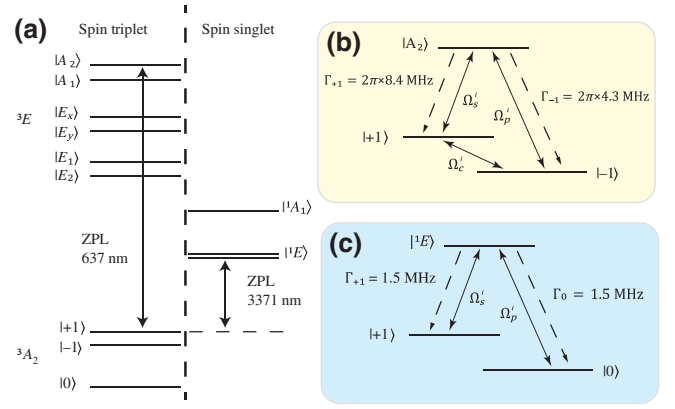 (a)
Spin triplet
Spin singlet
|A₂⟩
|A₁⟩
³E
|Eₓ⟩
|E_y⟩
|E₁⟩
|E₂⟩
|¹A₁⟩
|¹E⟩
ZPL
637 nm
ZPL
3371 nm
|+1⟩
|−1⟩
³A₂
|0⟩
(b)
|A₂⟩
Γ₊₁ = 2π×8.4 MHz
Ωₛⁱ
Ωₚⁱ
Γ₋₁ = 2π×4.3 MHz
|+1⟩
Ω_cⁱ
|−1⟩
(c)
|¹E⟩
Γ₊₁ = 1.5 MHz
Ωₛⁱ
Ωₚⁱ
Γ₀ = 1.5 MHz
|+1⟩
|0⟩